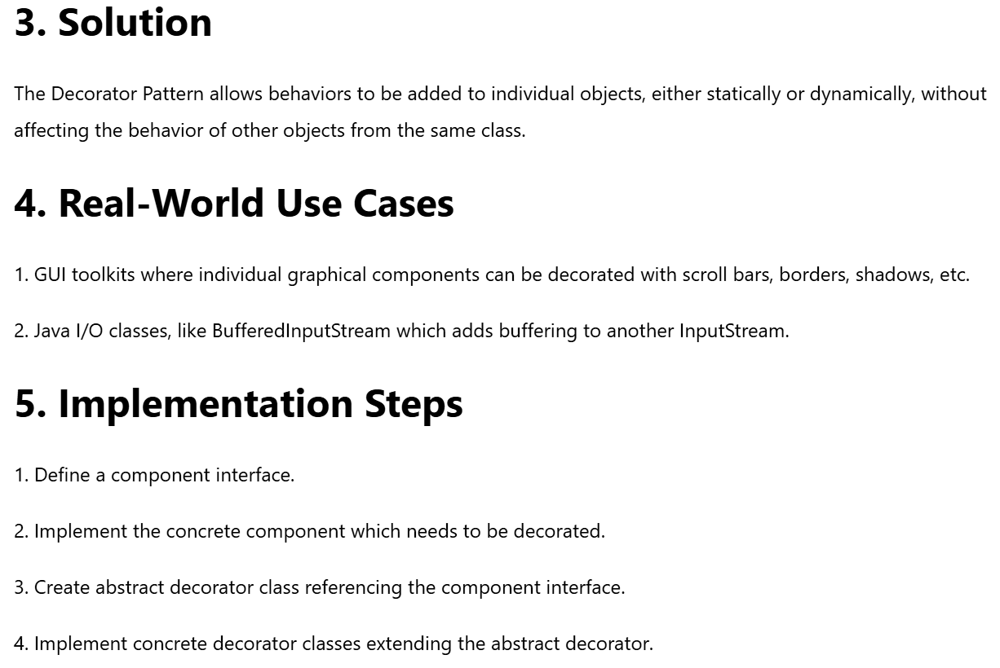 3. Solution
The Decorator Pattern allows behaviors to be added to individual objects, either statically or dynamically, without
affecting the behavior of other objects from the same class.
4. Real-World Use Cases
1. GUI toolkits where individual graphical components can be decorated with scroll bars, borders, shadows, etc.
2. Java I/O classes, like BufferedInputStream which adds buffering to another InputStream.
5. Implementation Steps
1. Define a component interface.
2. Implement the concrete component which needs to be decorated.
3. Create abstract decorator class referencing the component interface.
4. Implement concrete decorator classes extending the abstract decorator.